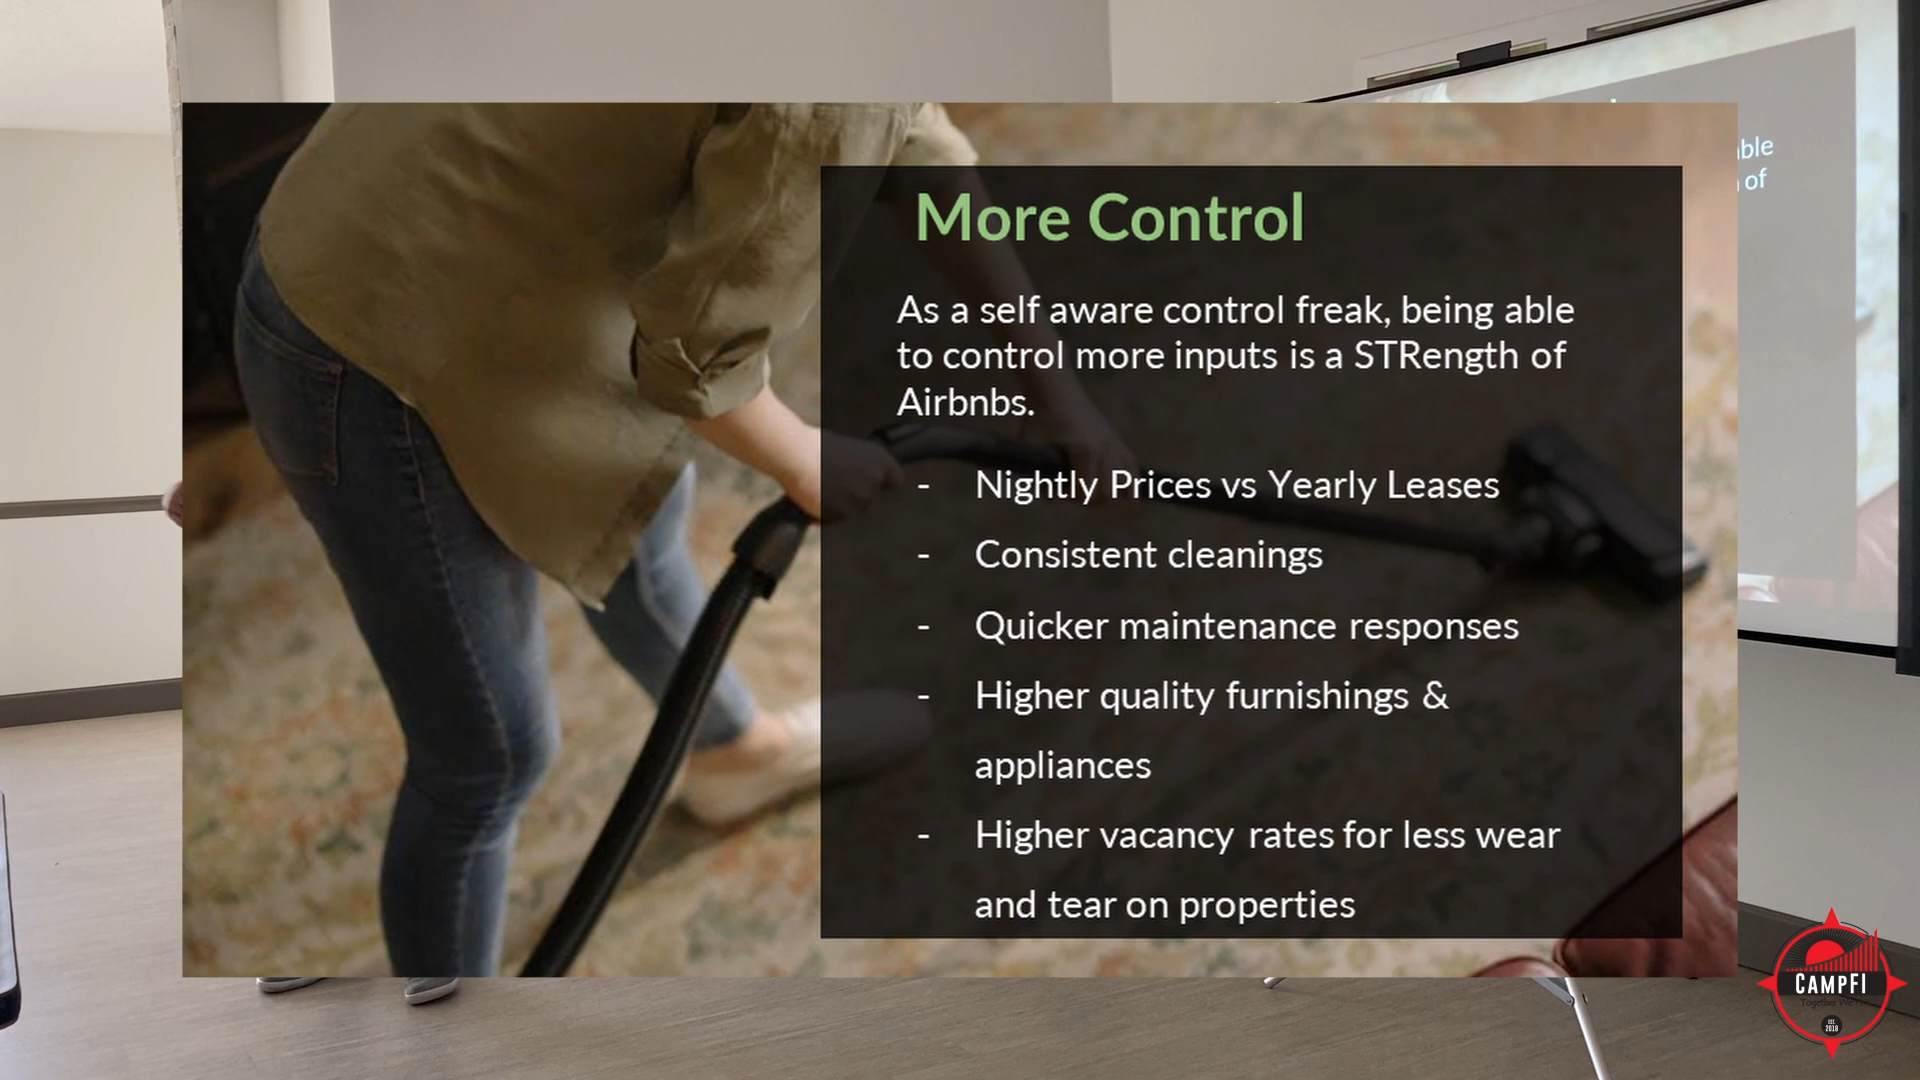 More Control
As a self aware control freak, being able
to control more inputs is a STRength of
Airbnbs.
- Nightly Prices vs Yearly Leases
- Consistent cleanings
- Quicker maintenance responses
- Higher quality furnishings &
appliances
- Higher vacancy rates for less wear
and tear on properties
able
of
CAMPFI
EST.
2018